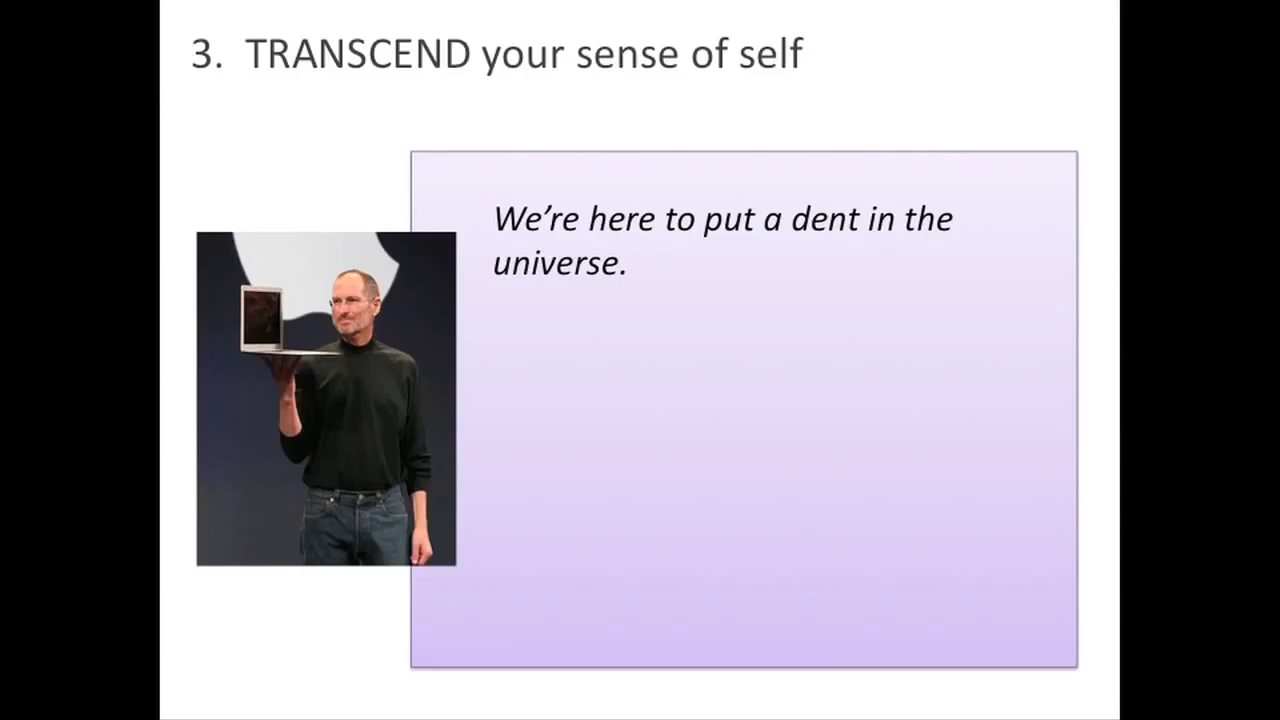 3. TRANSCEND your sense of self
We’re here to put a dent in the
universe.